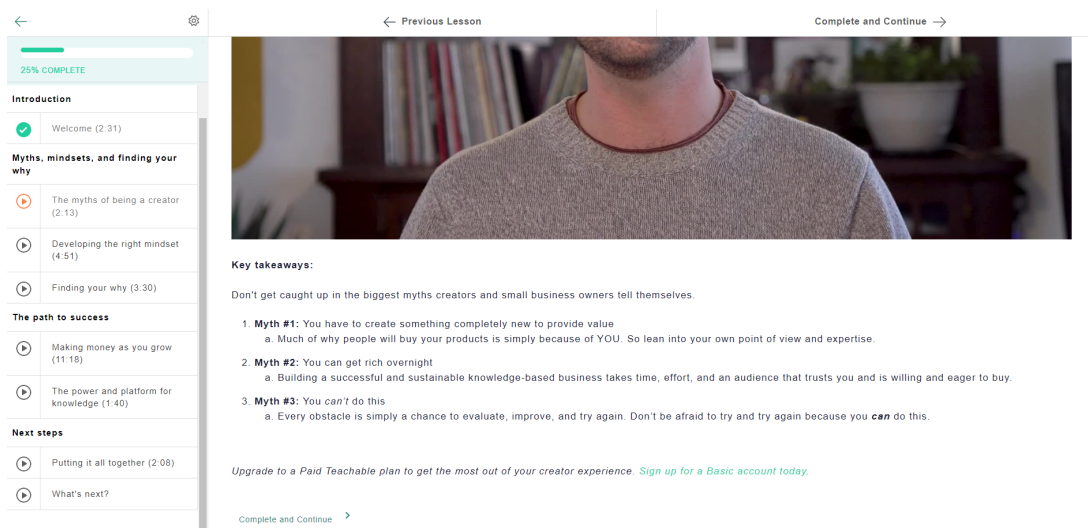 Previous Lesson
Complete and Continue
25% COMPLETE
Introduction
Welcome (2:31)
Myths, mindsets, and finding your
why
The myths of being a creator
(2:13)
Developing the right mindset
(4:51)
Finding your why (3:30)
The path to success
Making money as you grow
(11:18)
The power and platform for
knowledge (1:40)
Next steps
Putting it all together (2:08)
What's next?
Key takeaways:
Don't get caught up in the biggest myths creators and small business owners tell themselves.
1. Myth #1: You have to create something completely new to provide value
a. Much of why people will buy your products is simply because of YOU. So lean into your own point of view and expertise.
2. Myth #2: You can get rich overnight
a. Building a successful and sustainable knowledge-based business takes time, effort, and an audience that trusts you and is willing and eager to buy.
3. Myth #3: You can't do this
a. Every obstacle is simply a chance to evaluate, improve, and try again. Don't be afraid to try and try again because you can do this.
Upgrade to a Paid Teachable plan to get the most out of your creator experience. Sign up for a Basic account today.
Complete and Continue